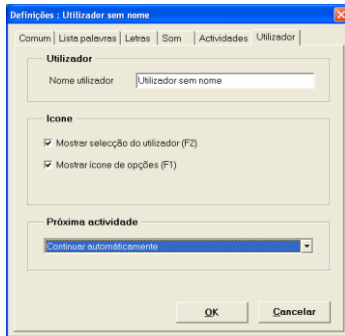 Definições : Utilizador sem nome
Comum Lista palavras Letras Som Actividades Utilizador
Utilizador
Nome utilizador Utilizador sem nome
Icone
Mostrar selecção do utilizador (F2)
Mostrar ícone de opções (F1)
Próxima actividade
Continuar automáticamente
OK Cancelar